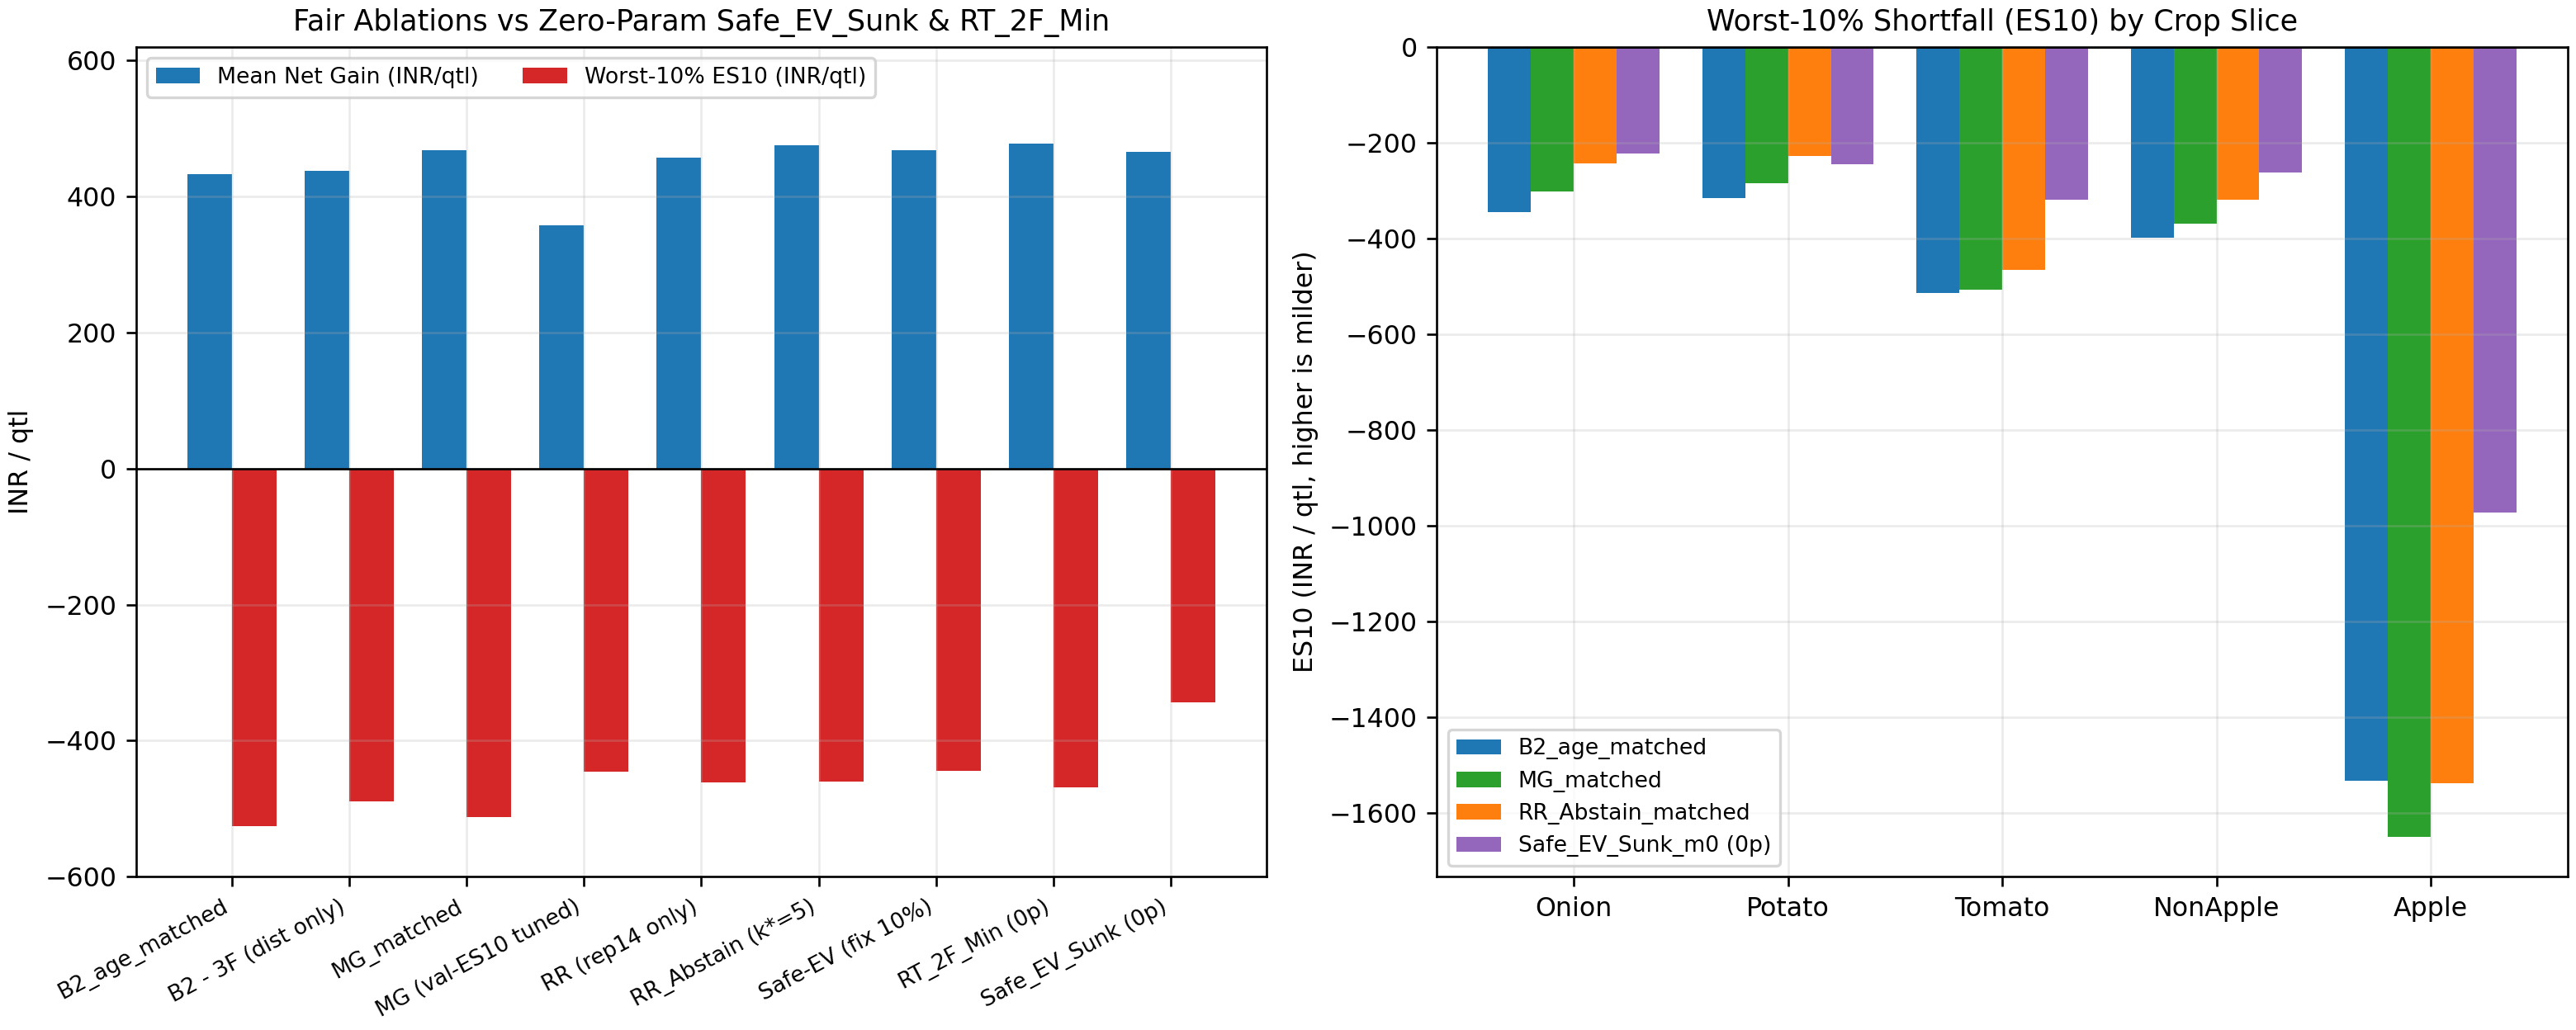 Fair Ablations vs Zero-Param Safe_EV_Sunk & RT_2F_Min
Mean Net Gain (INR/qtl)
Worst-10% ES10 (INR/qtl)
INR / qtl
600
400
200
0
−200
−400
−600
B2_age_matched
B2 - 3F (dist only)
MG_matched
MG (val-ES10 tuned)
RR (rep14 only)
RR_Abstain (k*=5)
Safe-EV (fix 10%)
RT_2F_Min (0p)
Safe_EV_Sunk (0p)
Worst-10% Shortfall (ES10) by Crop Slice
ES10 (INR / qtl, higher is milder)
0
−200
−400
−600
−800
−1000
−1200
−1400
−1600
B2_age_matched
MG_matched
RR_Abstain_matched
Safe_EV_Sunk_m0 (0p)
Onion
Potato
Tomato
NonApple
Apple